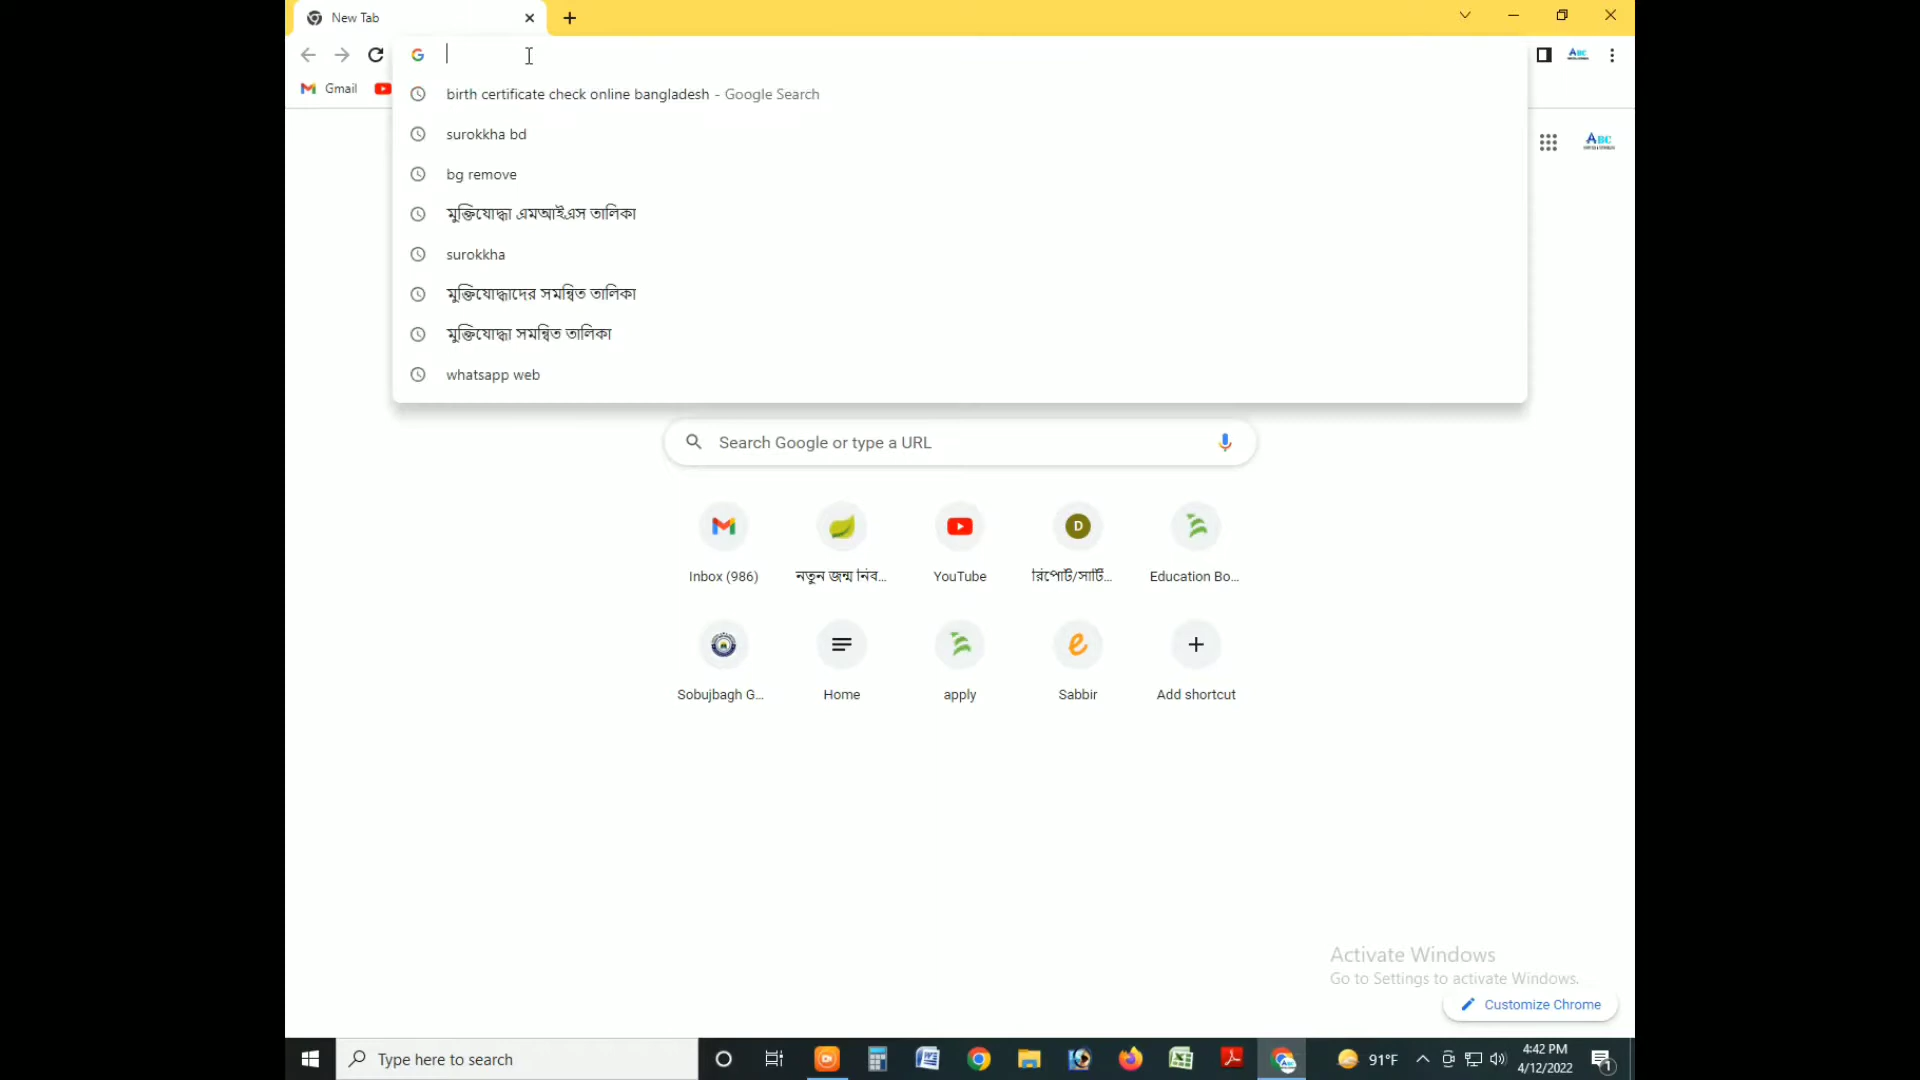 New Tab
Gmail
birth certificate check online bangladesh - Google Search
surokkha bd
bg remove
মুক্তিযোদ্ধা এমআইএস তালিকা
surokkha
মুক্তিযোদ্ধাদের সমন্বিত তালিকা
মুক্তিযোদ্ধা সমন্বিত তালিকা
whatsapp web
ABC
Search Google or type a URL
Inbox (986)
নতুন জন্ম নিব...
YouTube
D
রিপোর্ট/সার্টি...
Education Bo...
Sobujbagh G...
Home
apply
Sabbir
Add shortcut
Activate Windows
Go to Settings to activate Windows.
Customize Chrome
Type here to search
91°F
4:42 PM
4/12/2022
1